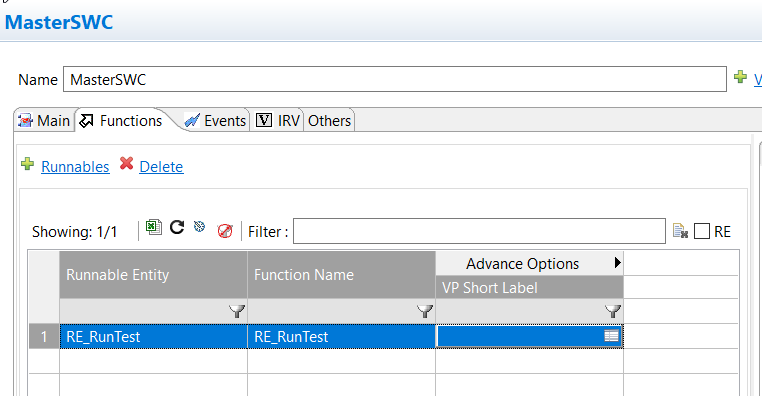 MasterSWC
Name MasterSWC
Main Functions Events V IRV Others
Runnables Delete
Showing: 1/1 Filter : RE
Advance Options
Runnable Entity Function Name VP Short Label
1 RE_RunTest RE_RunTest